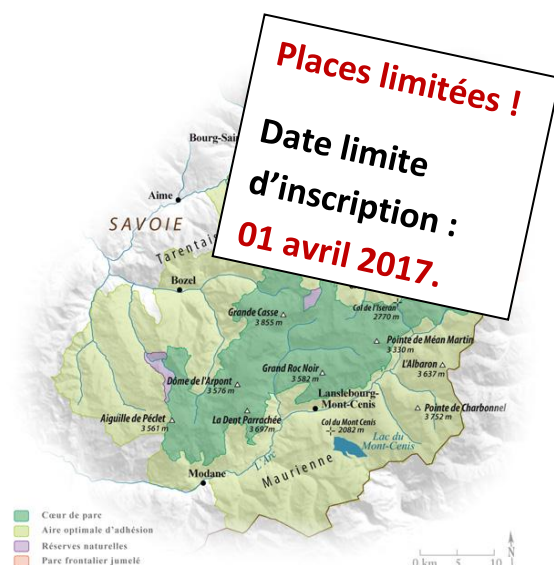 Places limitées !
Date limite
d’inscription :
01 avril 2017.
Bourg-Sai
Aime
SAVOIE
Tarentai
Bozel
Grande Casse
3 855 m
Col de l'Iseran
2770 m
Pointe de Méan Martin
3 330 m
L'Albaron
3 637 m
Grand Roc Noir
3 582 m
Dôme de l'Arpont
3 576 m
Lanslebourg-
Mont-Cenis
Pointe de Charbonnel
3 752 m
Aiguille de Péclet
3 561 m
La Dent Parrachée
3 697m
Col du Mont Cenis
2082 m
Lac du
Mont-Cenis
L'Arc
Maurienne
Modane
Cœur de parc
Aire optimale d'adhésion
Réserves naturelles
Parc frontalier jumelé
N
0 km 5 10